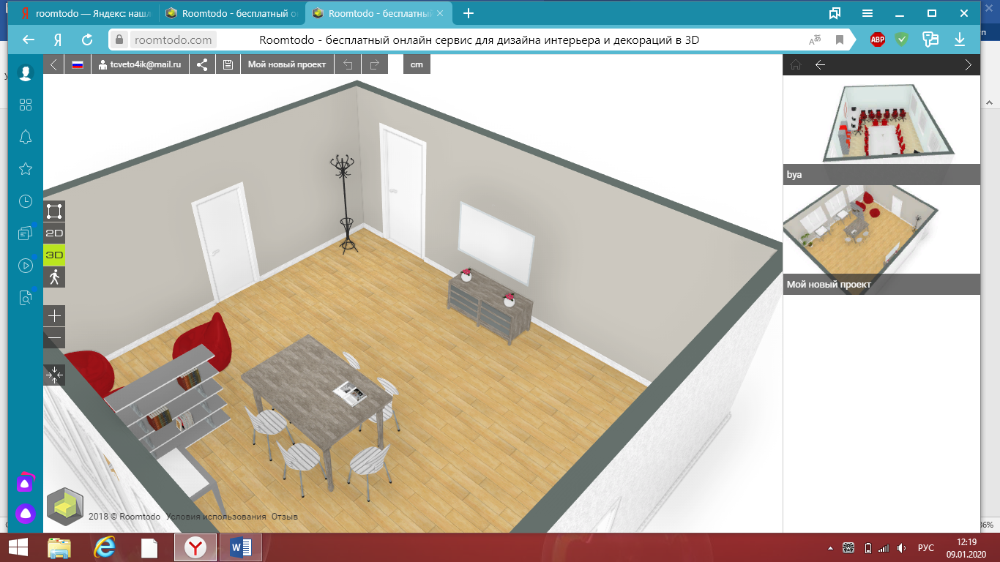 roomtodo — Яндекс: нашл
Roomtodo - бесплатный о
Roomtodo - бесплатный
Я
roomtodo.com
Roomtodo - бесплатный онлайн сервис для дизайна интерьера и декораций в 3D
ABP
tcveto4ik@mail.ru
Мой новый проект
cm
2D
3D
bya
Мой новый проект
2018 © Roomtodo Условия использования Отзыв
РУС
12:19
09.01.2020